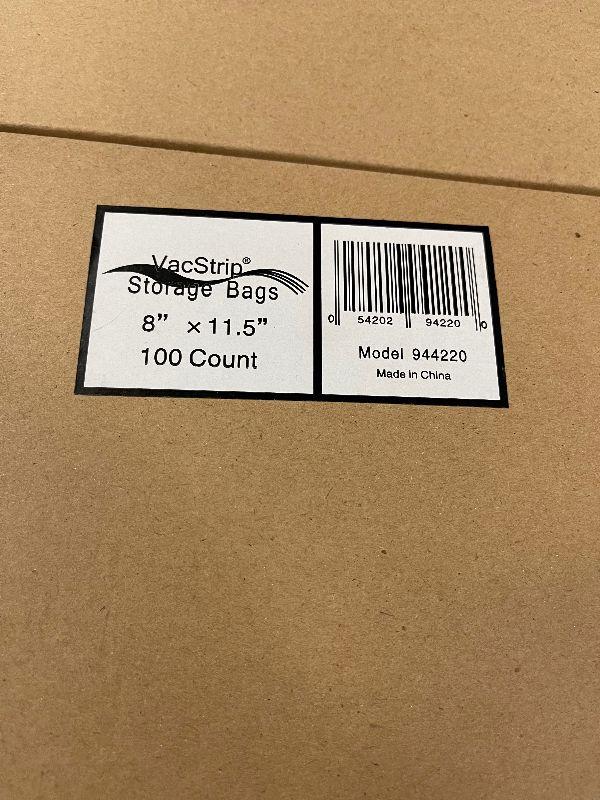 VacStrip®
Storage Bags
8” × 11.5”
100 Count
0 54202 94220 0
Model 944220
Made in China